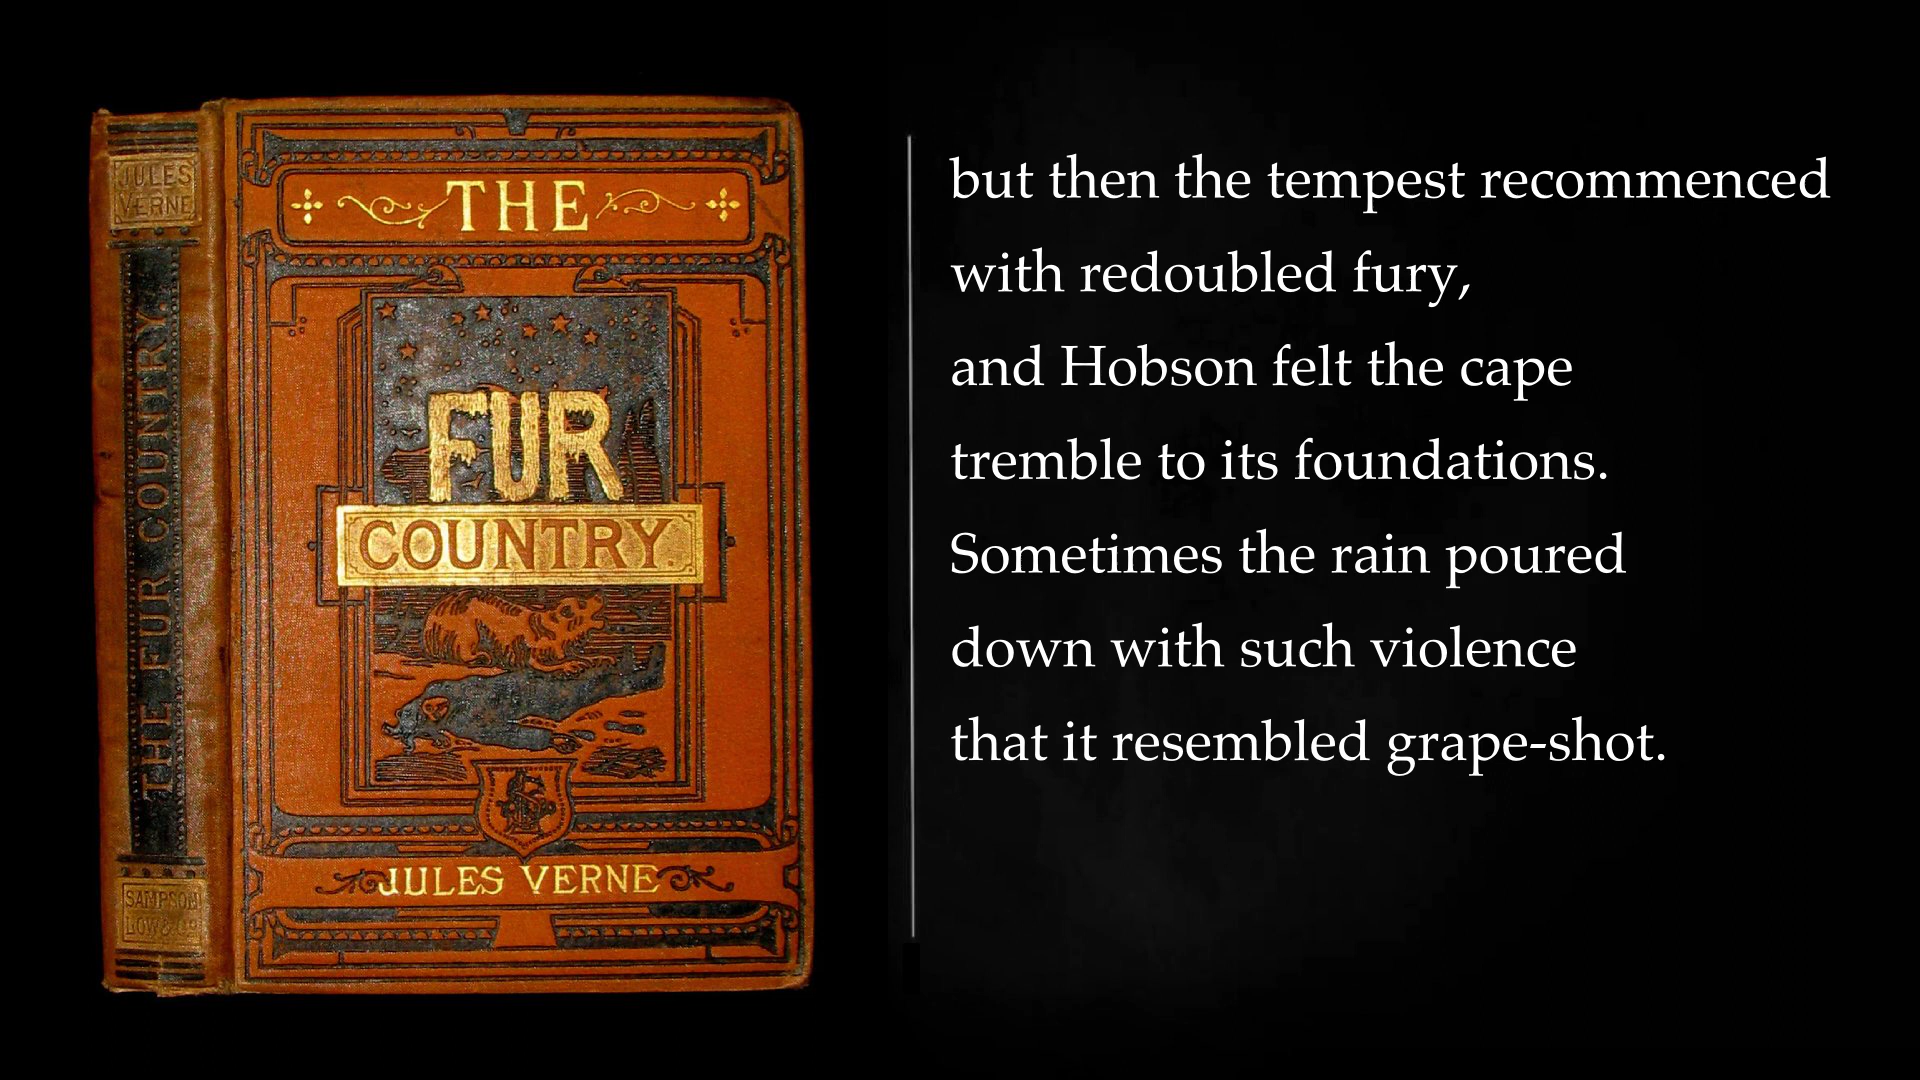 JULES
VERNE
THE FUR COUNTRY.
SAMPSON
LOW & Co
THE
FUR
COUNTRY.
JULES VERNE
but then the tempest recommenced
with redoubled fury,
and Hobson felt the cape
tremble to its foundations.
Sometimes the rain poured
down with such violence
that it resembled grape-shot.